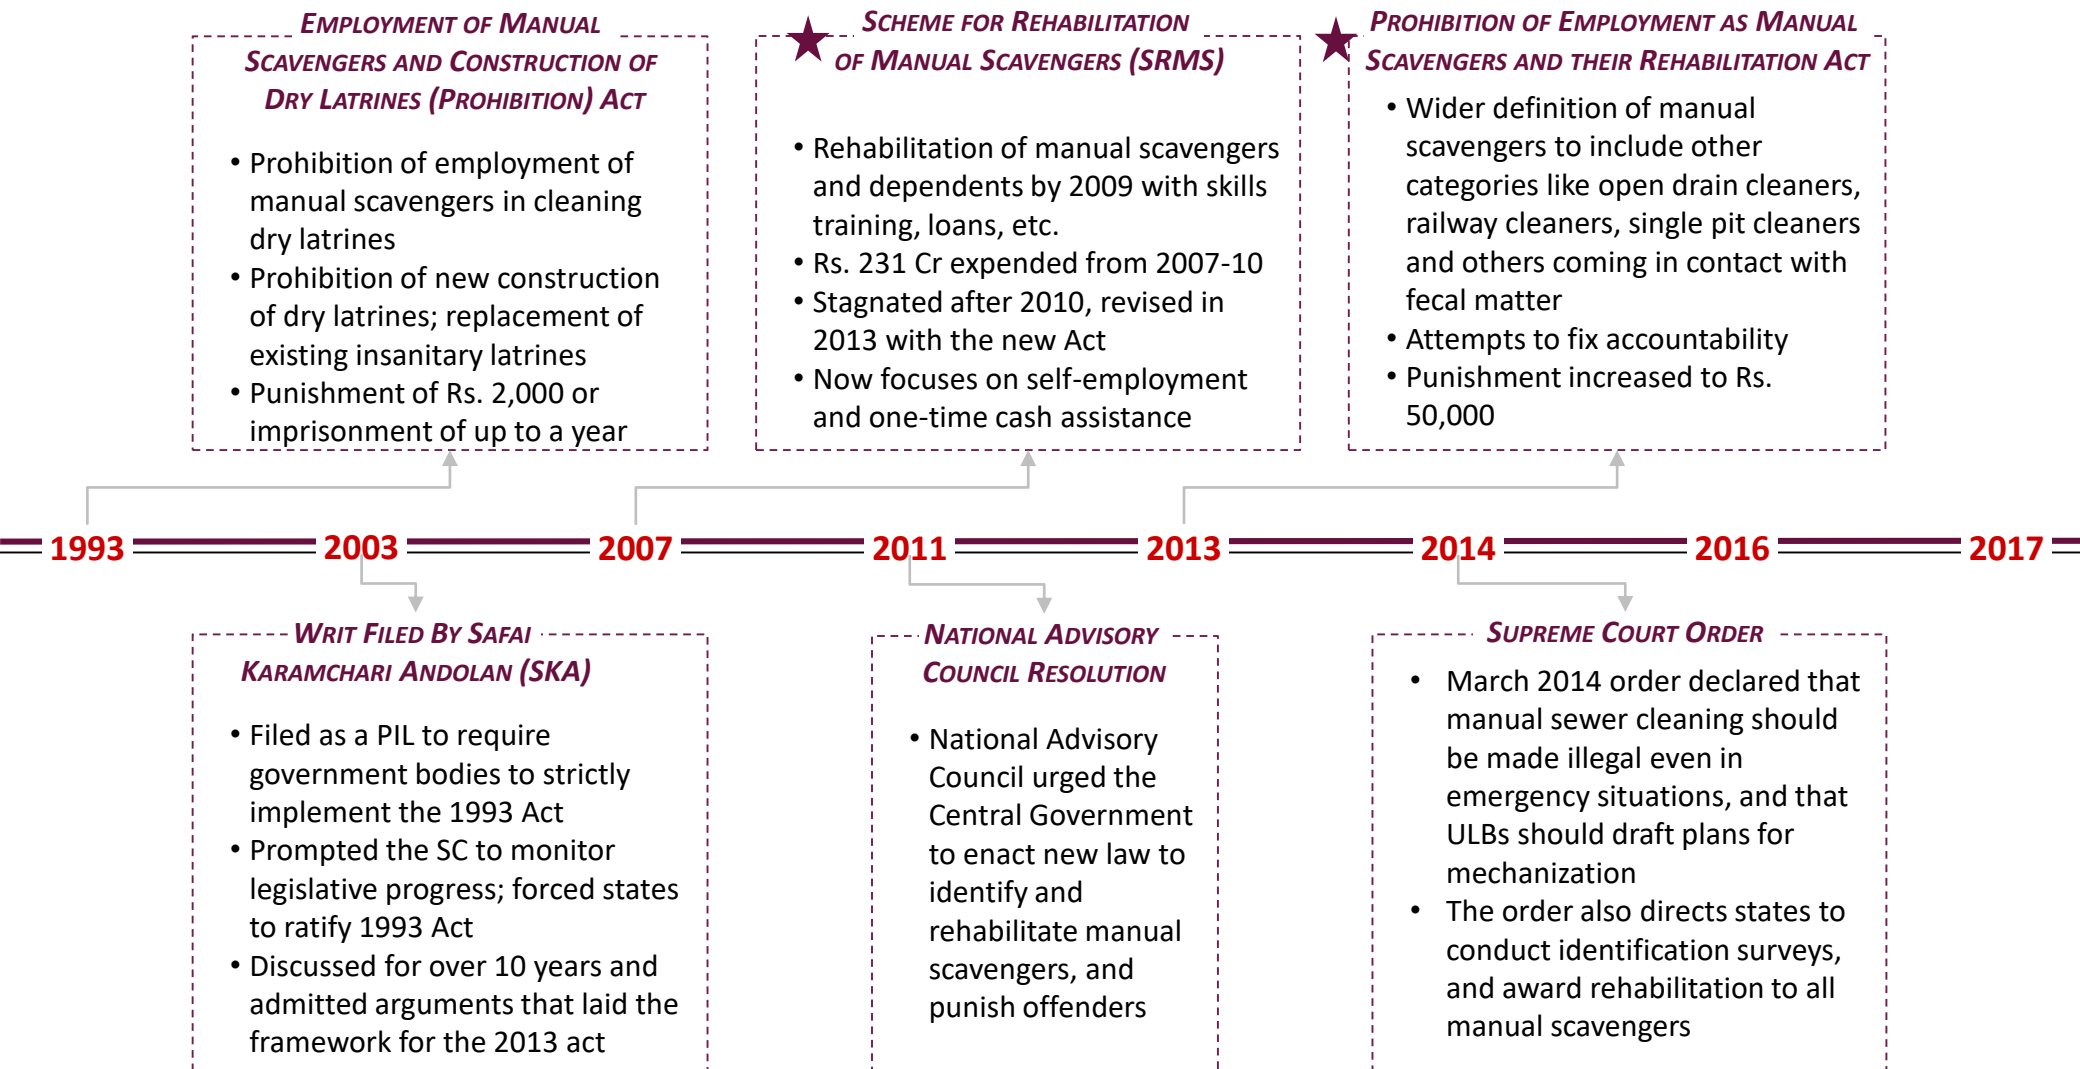 EMPLOYMENT OF MANUAL
SCAVENGERS AND CONSTRUCTION OF
DRY LATRINES (PROHIBITION) ACT
• Prohibition of employment of
manual scavengers in cleaning
dry latrines
• Prohibition of new construction
of dry latrines; replacement of
existing insanitary latrines
• Punishment of Rs. 2,000 or
imprisonment of up to a year
SCHEME FOR REHABILITATION
OF MANUAL SCAVENGERS (SRMS)
• Rehabilitation of manual scavengers
and dependents by 2009 with skills
training, loans, etc.
• Rs. 231 Cr expended from 2007-10
• Stagnated after 2010, revised in
2013 with the new Act
• Now focuses on self-employment
and one-time cash assistance
PROHIBITION OF EMPLOYMENT AS MANUAL
SCAVENGERS AND THEIR REHABILITATION ACT
• Wider definition of manual
scavengers to include other
categories like open drain cleaners,
railway cleaners, single pit cleaners
and others coming in contact with
fecal matter
• Attempts to fix accountability
• Punishment increased to Rs.
50,000
1993 2003 2007 2011 2013 2014 2016 2017
WRIT FILED BY SAFAI
KARAMCHARI ANDOLAN (SKA)
• Filed as a PIL to require
government bodies to strictly
implement the 1993 Act
• Prompted the SC to monitor
legislative progress; forced states
to ratify 1993 Act
• Discussed for over 10 years and
admitted arguments that laid the
framework for the 2013 act
NATIONAL ADVISORY
COUNCIL RESOLUTION
• National Advisory
Council urged the
Central Government
to enact new law to
identify and
rehabilitate manual
scavengers, and
punish offenders
SUPREME COURT ORDER
• March 2014 order declared that
manual sewer cleaning should
be made illegal even in
emergency situations, and that
ULBs should draft plans for
mechanization
• The order also directs states to
conduct identification surveys,
and award rehabilitation to all
manual scavengers